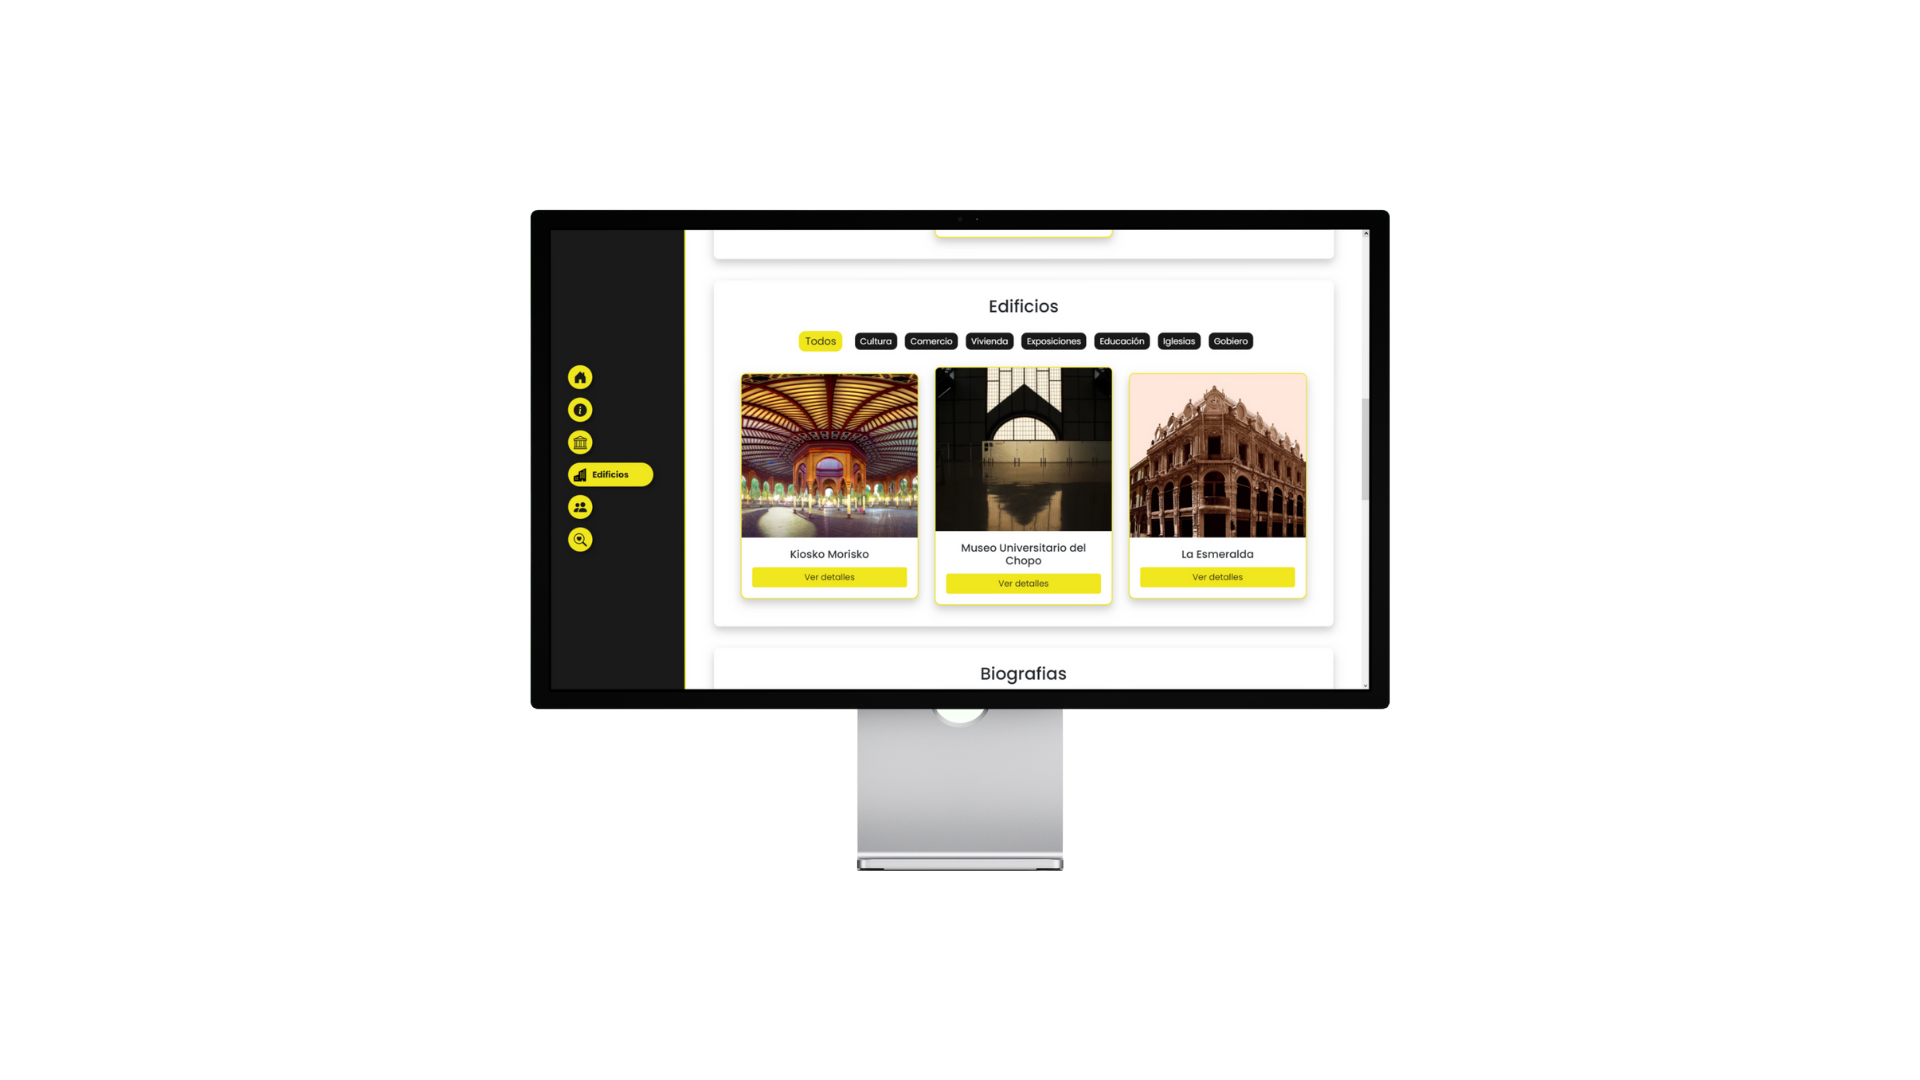 Edificios
Todos Cultura Comercio Vivienda Exposiciones Educación Iglesias Gobiero
Edificios
Kiosko Morisko
Ver detalles
Museo Universitario del
Chopo
Ver detalles
La Esmeralda
Ver detalles
Biografias